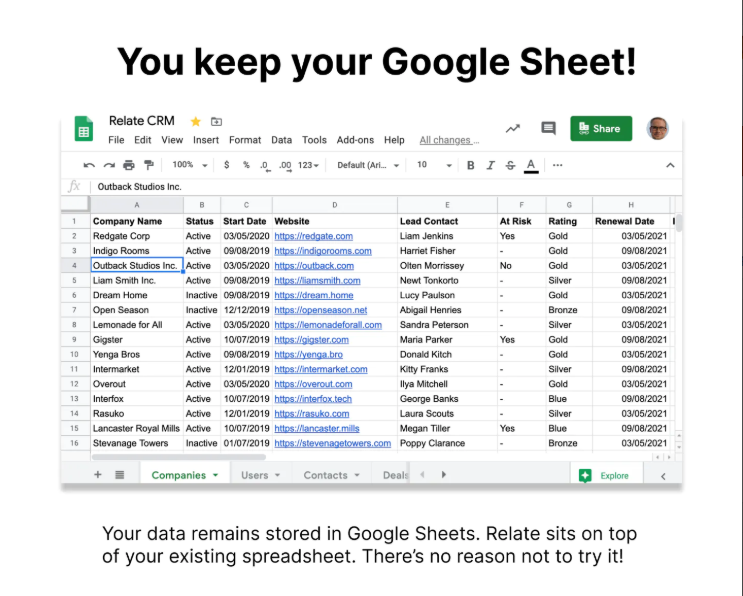 You keep your Google Sheet!
Relate CRM
File Edit View Insert Format Data Tools Add-ons Help All changes ...
100% $ % .0 .00 123 Default (Ari... 10 B I S A ...
fx Outback Studios Inc.
A B C D E F G H
1 Company Name Status Start Date Website Lead Contact At Risk Rating Renewal Date
2 Redgate Corp Active 03/05/2020 https://redgate.com Liam Jenkins Yes Gold 03/05/2021
3 Indigo Rooms Active 09/08/2019 https://indigorooms.com Harriet Fisher - Gold 09/08/2021
4 Outback Studios Inc. Active 03/05/2020 https://outback.com Olten Morrissey No Gold 03/05/2021
5 Liam Smith Inc. Active 09/08/2019 https://liamsmith.com Newt Tonkorto - Silver 09/08/2021
6 Dream Home Inactive 09/08/2019 https://dream.home Lucy Paulson - Gold 03/05/2021
7 Open Season Inactive 12/12/2019 https://openseason.net Abigail Henries - Bronze 09/08/2021
8 Lemonade for All Active 03/05/2020 https://lemonadeforall.com Sandra Peterson - Silver 03/05/2021
9 Gigster Active 10/07/2019 https://gigster.com Maria Parker Yes Gold 09/08/2021
10 Yenga Bros Active 09/08/2019 https://yenga.bro Donald Kitch - Gold 03/05/2021
11 Intermarket Active 12/01/2019 https://intermarket.com Kitty Franks - Silver 09/08/2021
12 Overout Active 03/05/2020 https://overout.com Ilya Mitchell - Gold 03/05/2021
13 Interfox Active 10/07/2019 https://interfox.tech George Banks - Blue 09/08/2021
14 Rasuko Active 12/01/2019 https://rasuko.com Laura Scouts - Silver 03/05/2021
15 Lancaster Royal Mills Active 10/07/2019 https://lancaster.mills Megan Tiller Yes Blue 09/08/2021
16 Stevanage Towers Inactive 01/07/2019 https://stevenagetowers.com Poppy Clarance - Bronze 03/05/2021
Share
Companies Users Contacts Deals Explore
Your data remains stored in Google Sheets. Relate sits on top
of your existing spreadsheet. There's no reason not to try it!